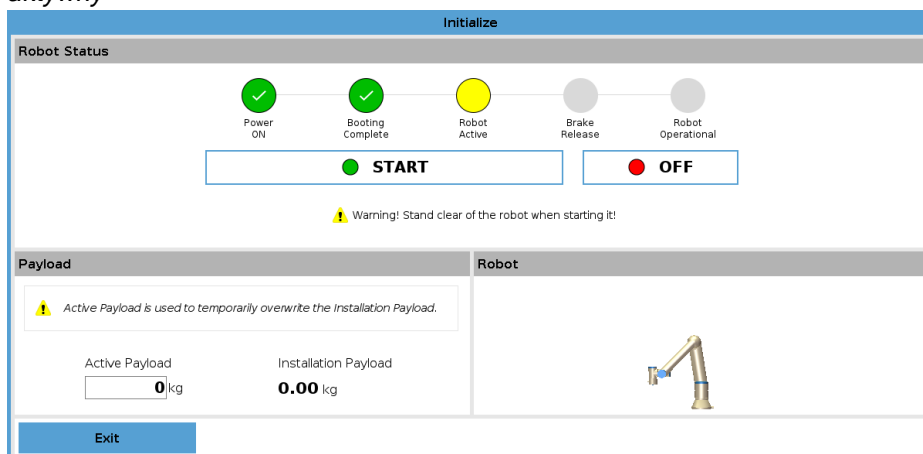 Initialize
Robot Status
Power
ON
Booting
Complete
Robot
Active
Brake
Release
Robot
Operational
START
OFF
Warning! Stand clear of the robot when starting it!
Payload
Robot
Active Payload is used to temporarily overwrite the Installation Payload.
Active Payload
Installation Payload
0 kg
0.00 kg
Exit